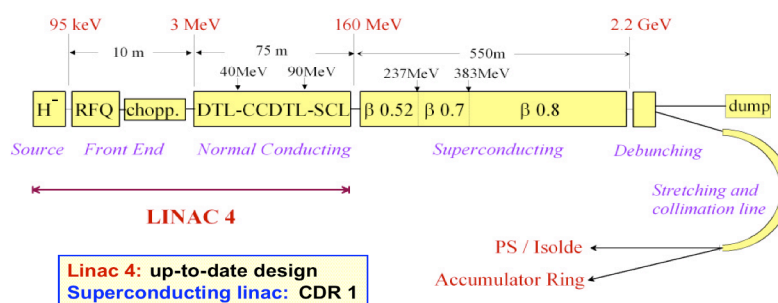 95 keV 3 MeV 160 MeV 2.2 GeV
10 m 75 m 550m
40MeV 90MeV 237MeV 383MeV
H⁻ RFQ chopp. DTL-CCDTL-SCL β 0.52 β 0.7 β 0.8 dump
Source Front End Normal Conducting Superconducting Debunching
Stretching and
collimation line
LINAC 4
PS / Isolde
Accumulator Ring
Linac 4: up-to-date design
Superconducting linac: CDR 1